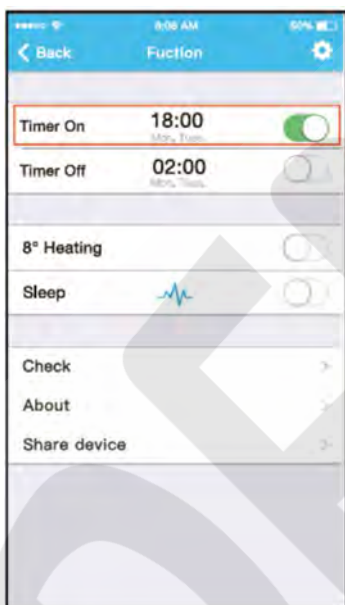 8:08 AM
50%
Back Fuction
Timer On 18:00
Mon, Tues.
Timer Off 02:00
Mon, Tues.
8° Heating
Sleep
Check
About
Share device